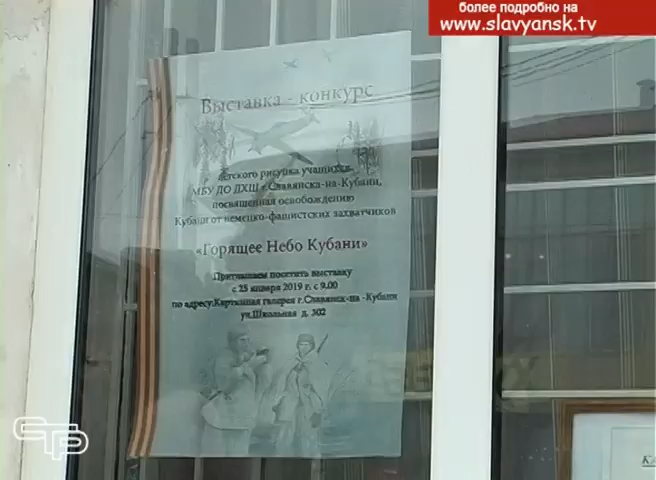 более подробно на
www.slavyansk.tv
Выставка - конкурс
детского рисунка учащихся
МБУ ДО ДХШ г.Славянска-на-Кубани,
посвященная освобождению
Кубани от немецко-фашистских захватчиков
«Горящее Небо Кубани»
Приглашаем посетить выставку
с 25 января 2019 г. с 9.00
по адресу.Картинная галерея г.Славянск-на -Кубани
ул.Школьная д. 302
СТР